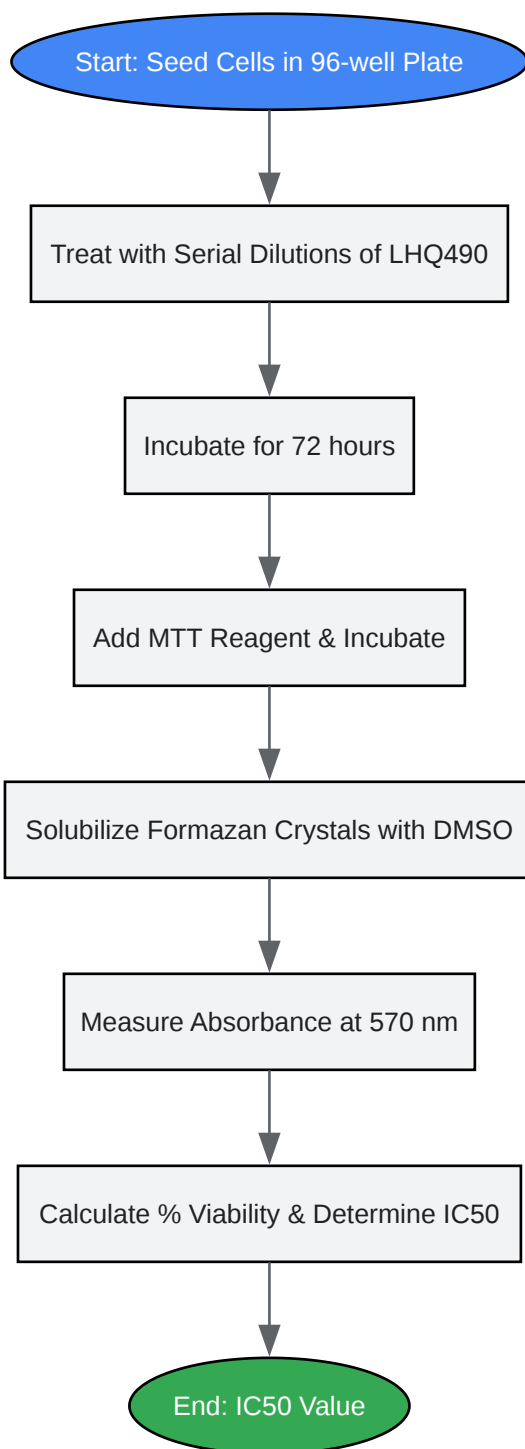 Start: Seed Cells in 96-well Plate
Treat with Serial Dilutions of LHQ490
Incubate for 72 hours
Add MTT Reagent & Incubate
Solubilize Formazan Crystals with DMSO
Measure Absorbance at 570 nm
Calculate % Viability & Determine IC50
End: IC50 Value